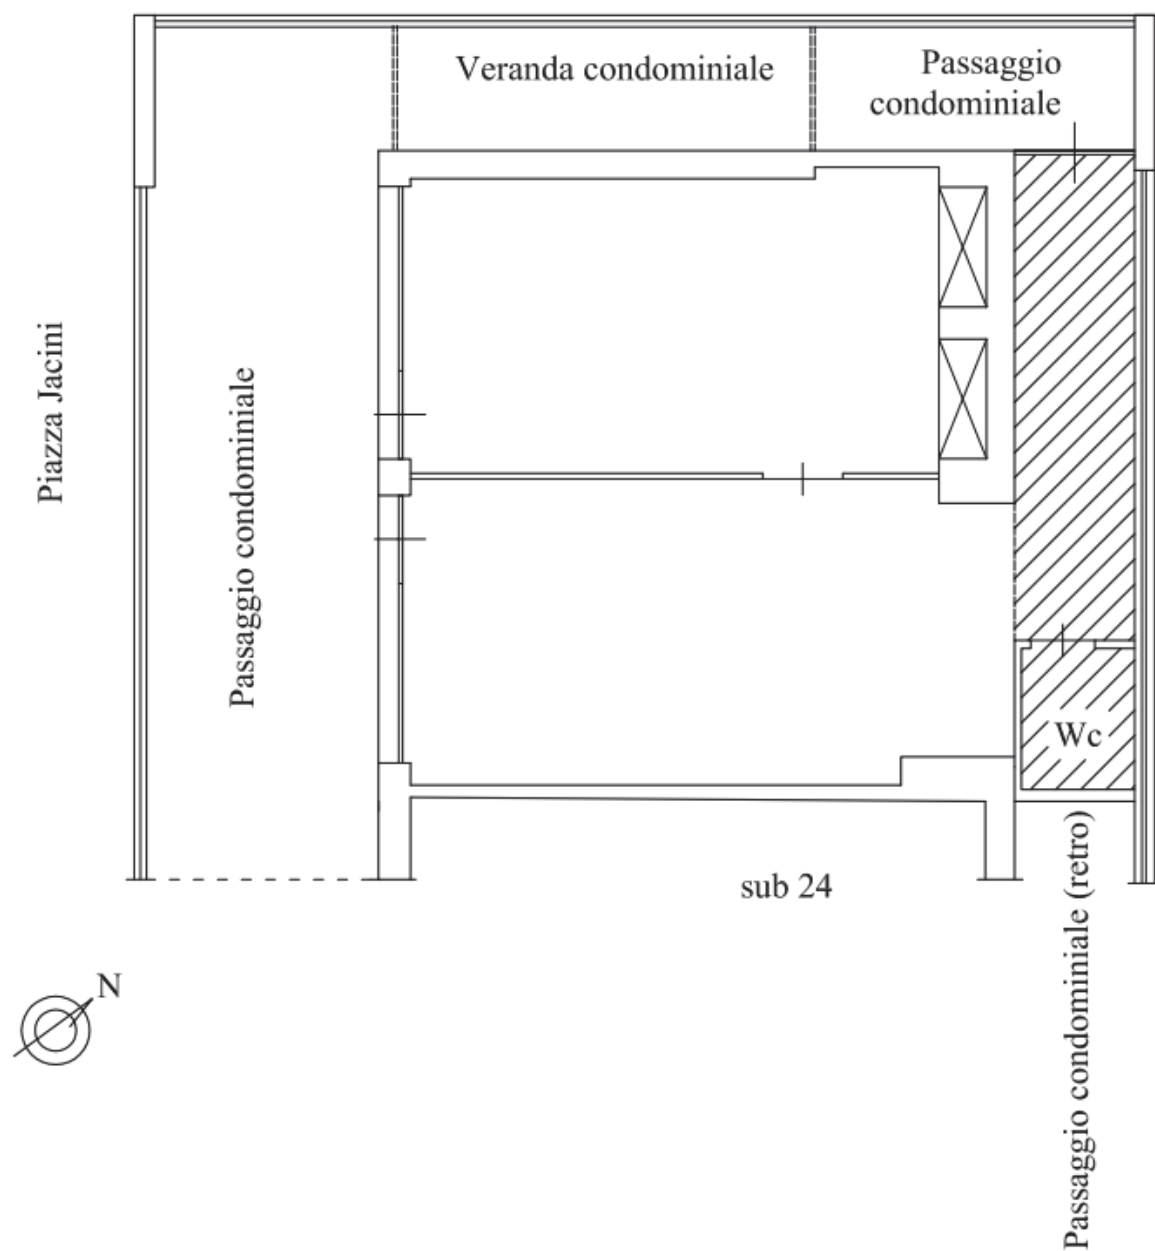 Veranda condominiale
Passaggio
condominiale
Piazza Jacini
Passaggio condominiale
Wc
sub 24
Passaggio condominiale (retro)
N